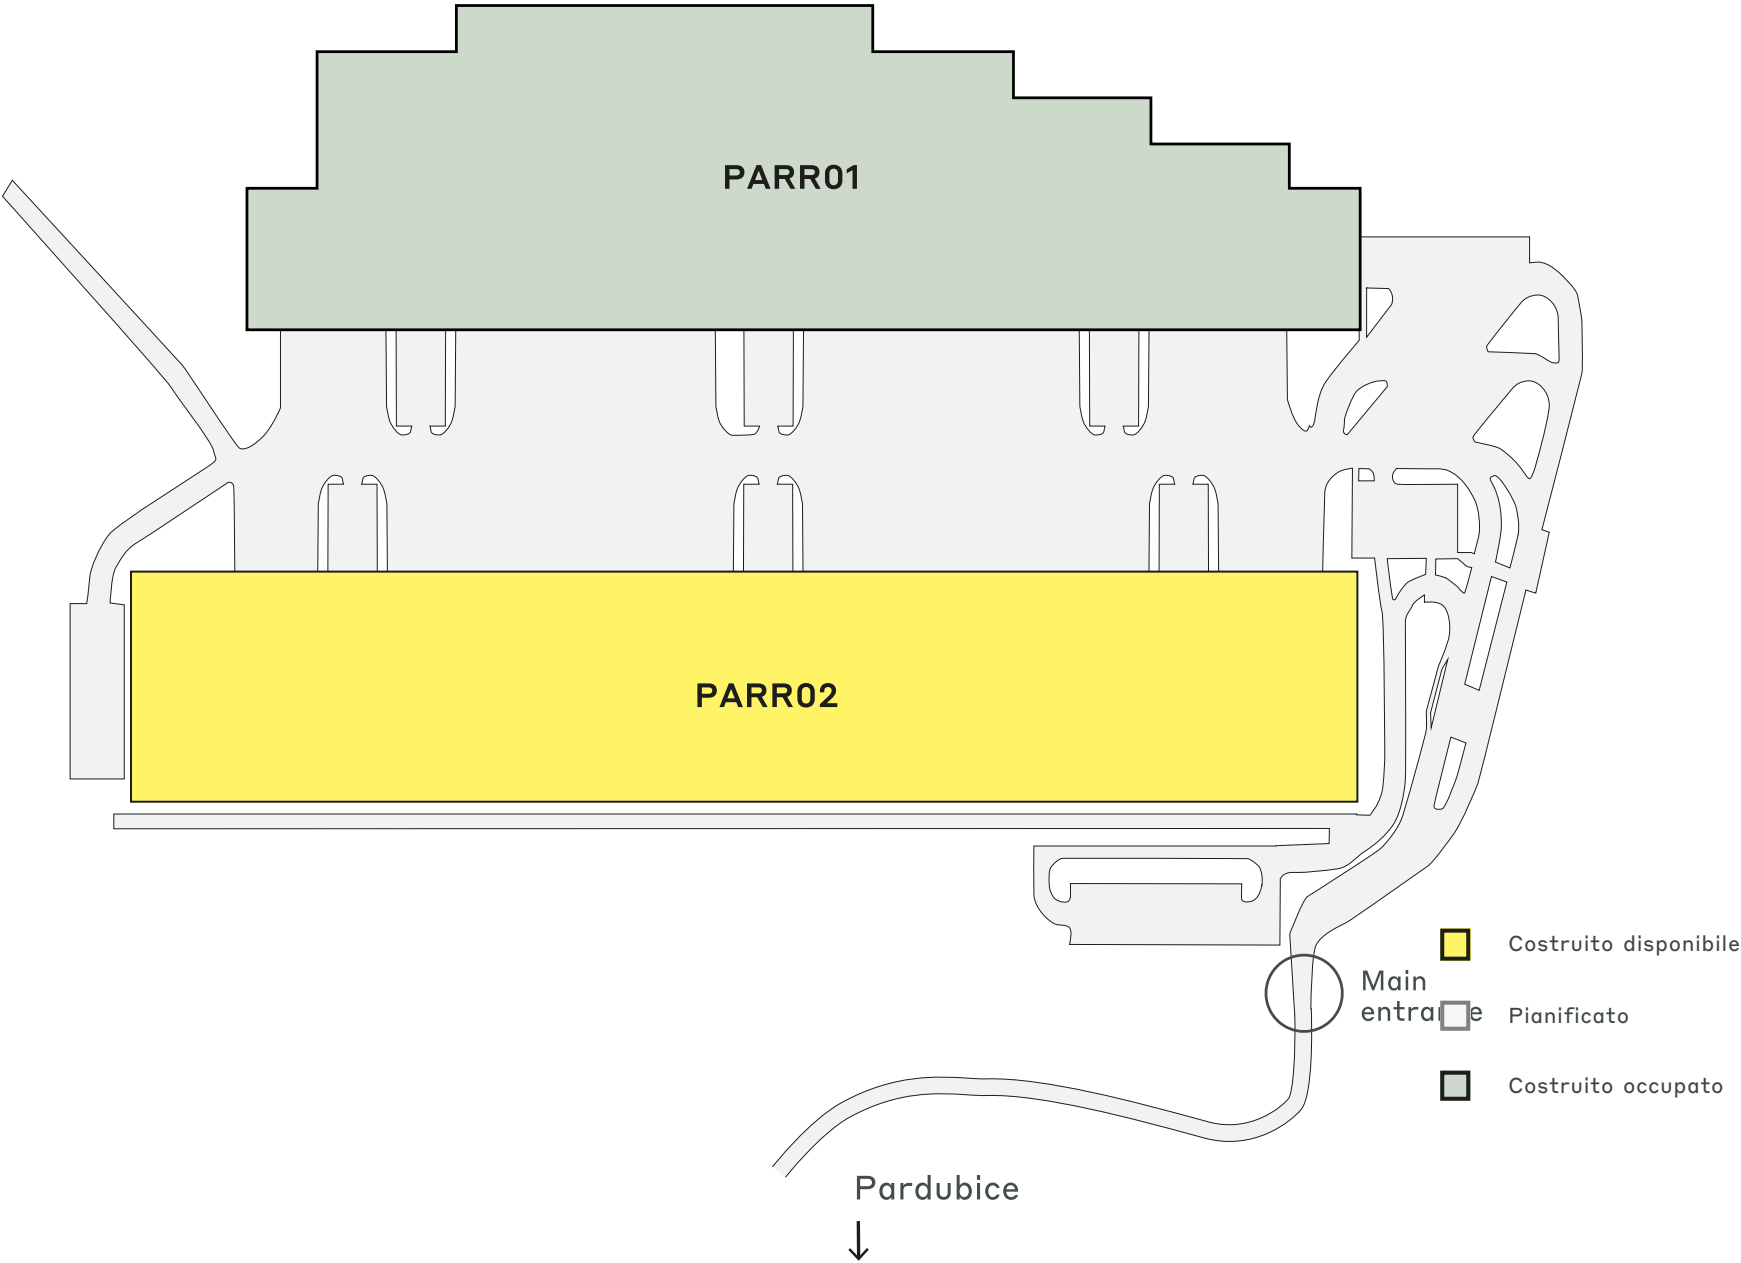 PARR01
PARR02
Costruito disponibile
Main
Pianificato
Costruito occupato
Pardubice